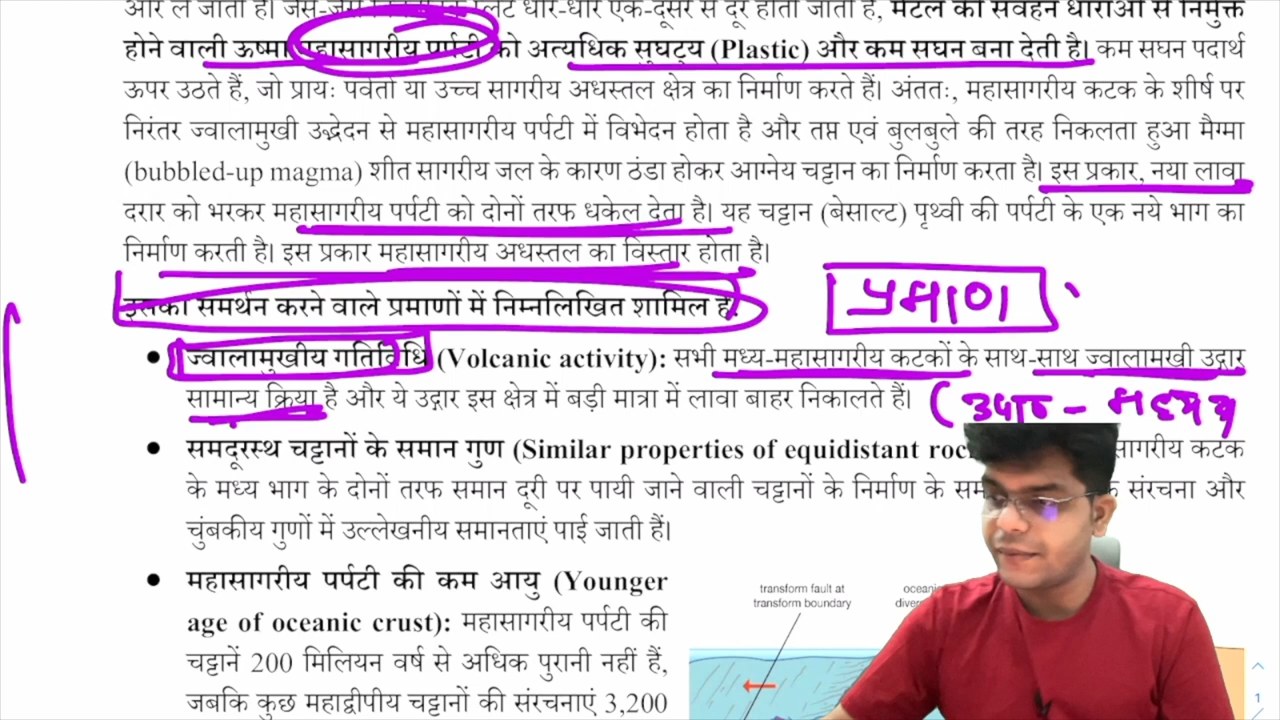 होने वाली ऊष्मा महासागरीय पर्पटी को अत्यधिक सुघट्य (Plastic) और कम सघन बना देती है। कम सघन पदार्थ
ऊपर उठते हैं, जो प्रायः पर्वतों या उच्च सागरीय अधस्तल क्षेत्र का निर्माण करते हैं। अंततः, महासागरीय कटक के शीर्ष पर
निरंतर ज्वालामुखी उद्भेदन से महासागरीय पर्पटी में विभेदन होता है और तप्त एवं बुलबुले की तरह निकलता हुआ मैग्मा
(bubbled-up magma) शीत सागरीय जल के कारण ठंडा होकर आग्नेय चट्टान का निर्माण करता है। इस प्रकार, नया लावा
दरार को भरकर महासागरीय पर्पटी को दोनों तरफ धकेल देता है। यह चट्टान (बेसाल्ट) पृथ्वी की पर्पटी के एक नये भाग का
निर्माण करती है। इस प्रकार महासागरीय अधस्तल का विस्तार होता है।
इसका समर्थन करने वाले प्रमाणों में निम्नलिखित शामिल है:
प्रमाण
• ज्वालामुखीय गतिविधि (Volcanic activity): सभी मध्य-महासागरीय कटकों के साथ-साथ ज्वालामखी उद्गार
सामान्य क्रिया है और ये उद्गार इस क्षेत्र में बड़ी मात्रा में लावा बाहर निकालते हैं।
• समदूरस्थ चट्टानों के समान गुण (Similar properties of equidistant सागरीय कटक
के मध्य भाग के दोनों तरफ समान दूरी पर पायी जाने वाली चट्टानों के निर्माण के संरचना और
चुंबकीय गुणों में उल्लेखनीय समानताएं पाई जाती हैं।
• महासागरीय पर्पटी की कम आयु (Younger
age of oceanic crust): महासागरीय पर्पटी की
चट्टानें 200 मिलियन वर्ष से अधिक पुरानी नहीं हैं,
जबकि कुछ महाद्वीपीय चट्टानों की संरचनाएं 3,200
transform fault at
transform boundary
1